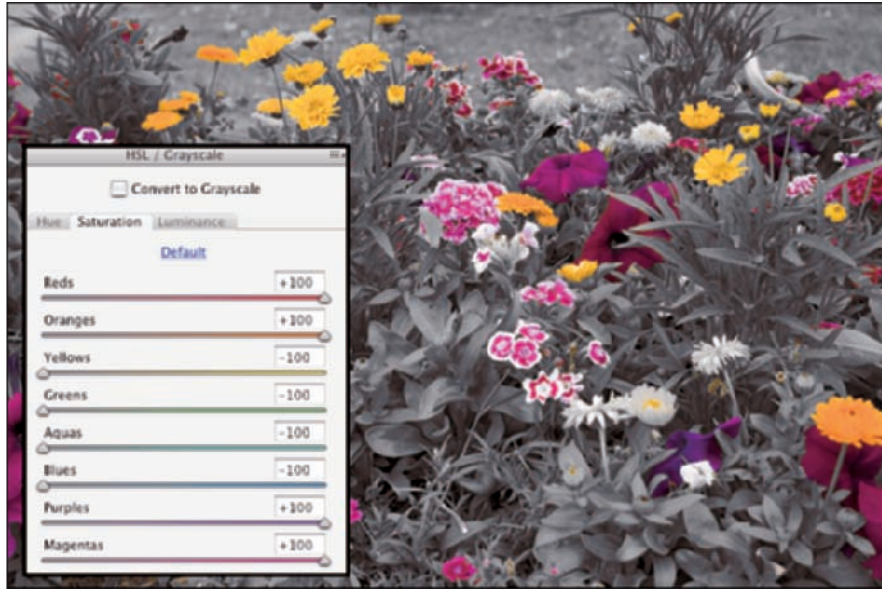 HSL / Grayscale
Convert to Grayscale
Hue Saturation Luminance
Default
Reds +100
Oranges +100
Yellows -100
Greens -100
Aquas -100
Blues -100
Purples +100
Magentas +100